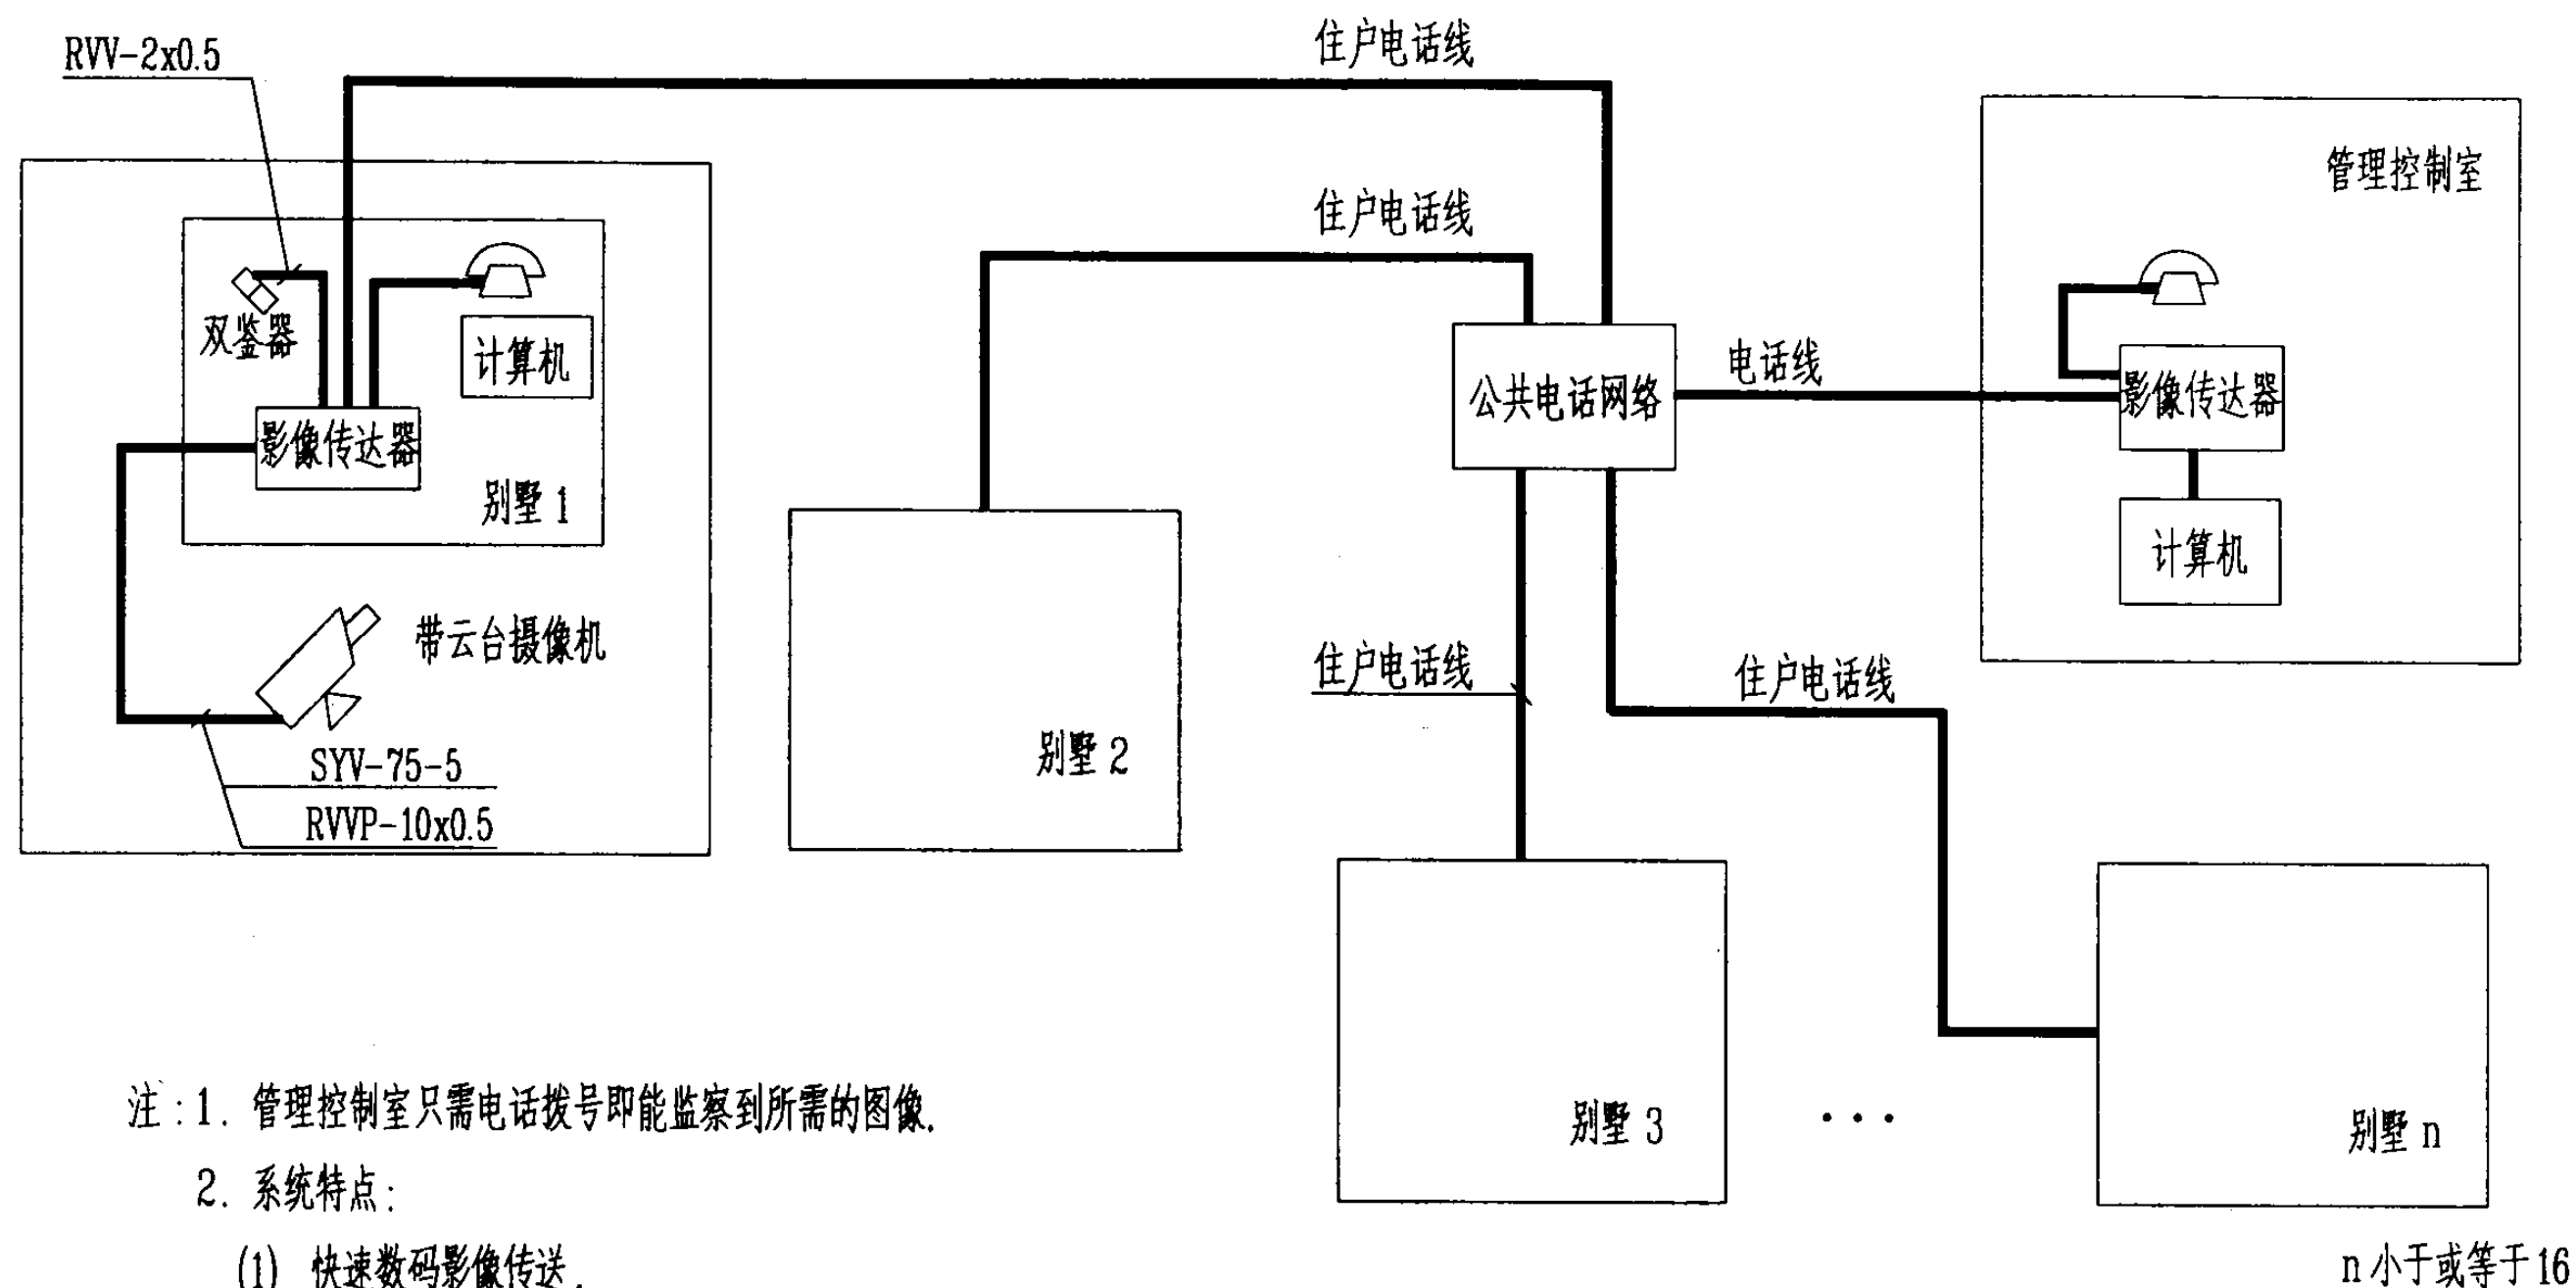 RVV-2x0.5
住户电话线
管理控制室
住户电话线
双鉴器
计算机
影像传达器
别墅 1
公共电话网络
电话线
影像传达器
计算机
带云台摄像机
SYV-75-5
RVVP-10x0.5
别墅 2
住户电话线
住户电话线
别墅 3
...
别墅 n
n 小于或等于 16
注:1. 管理控制室只需电话拨号即能监察到所需的图像.
2. 系统特点:
(1) 快速数码影像传送.